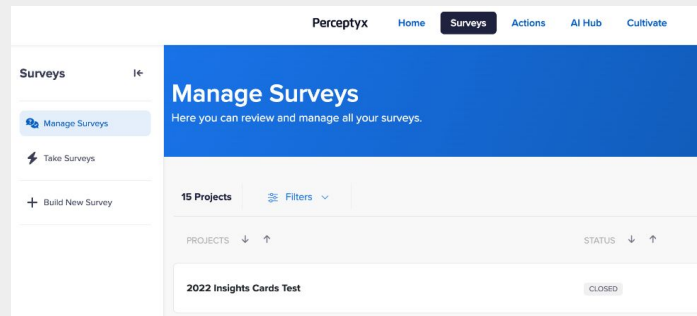 Perceptyx Home Surveys Actions AI Hub Cultivate
Surveys
Manage Surveys
Take Surveys
Build New Survey
Manage Surveys
Here you can review and manage all your surveys.
15 Projects Filters
PROJECTS STATUS
2022 Insights Cards Test CLOSED